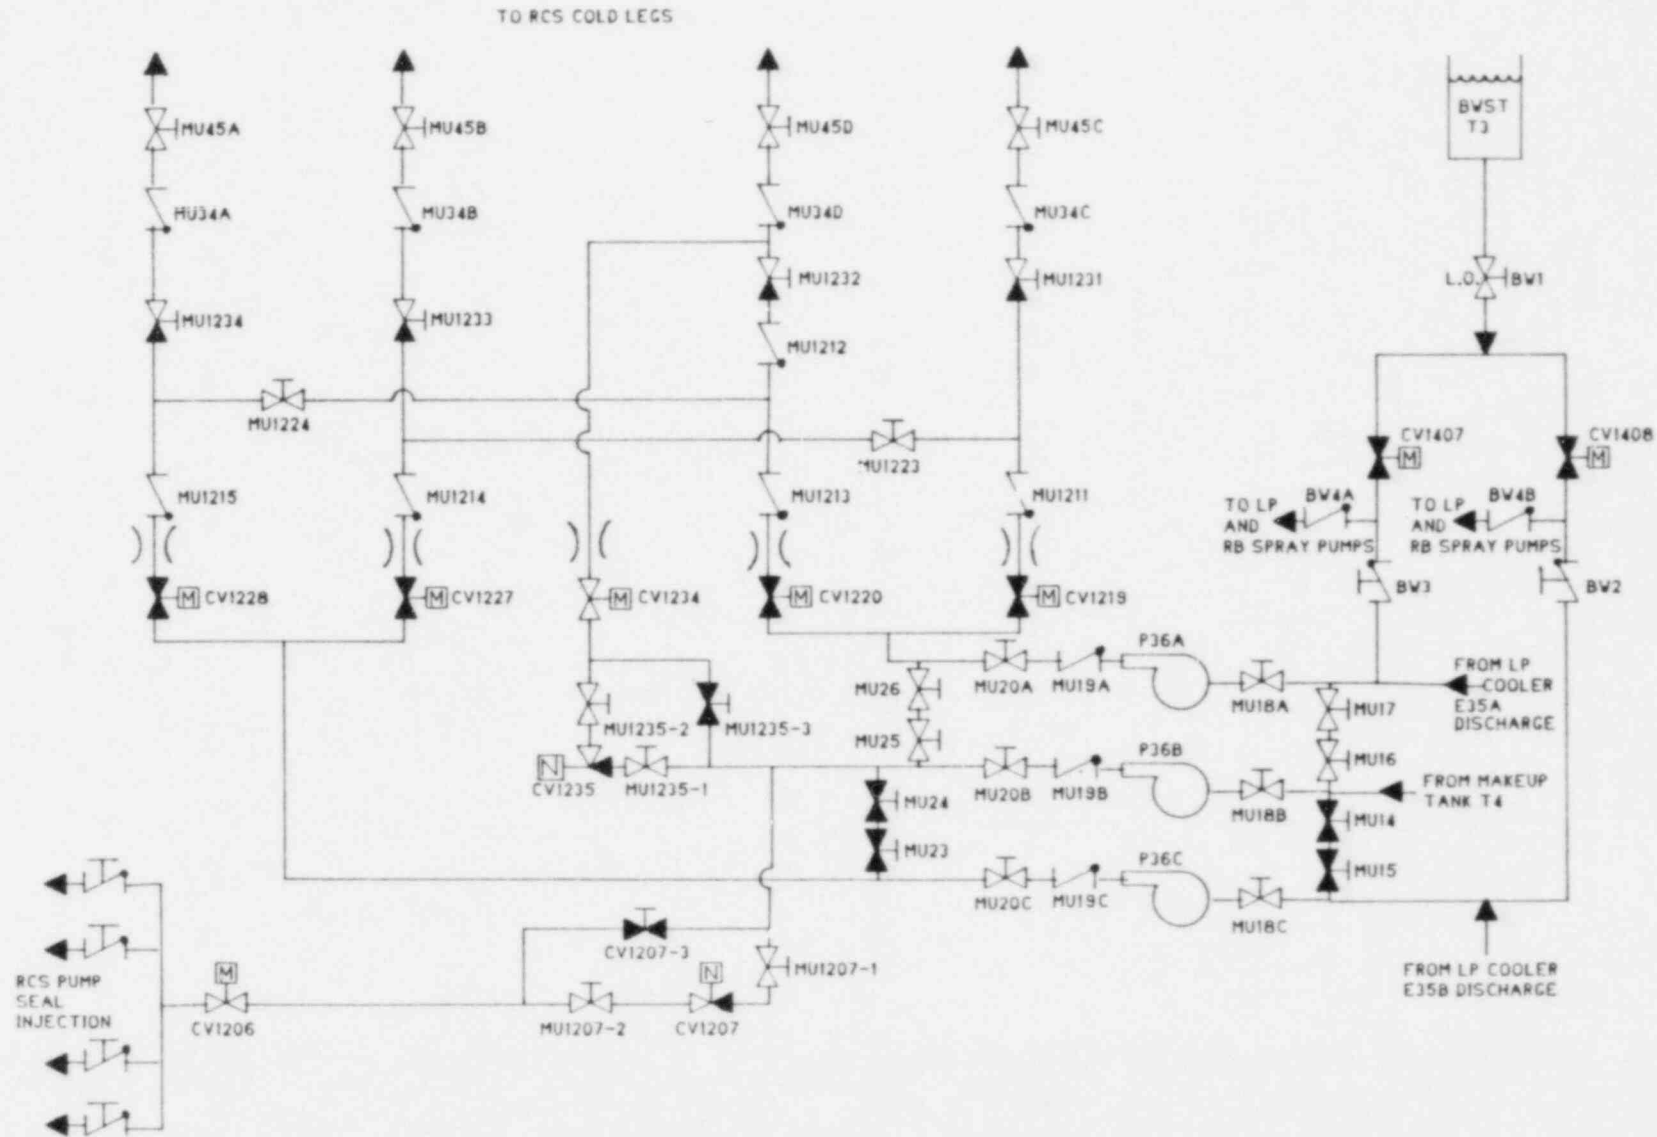 TO RCS COLD LEGS
MU45A
MU45B
MU45D
MU45C
BWST
T3
MU34A
MU34B
MU34D
MU34C
MU1232
MU1231
L.O.
BW1
MU1234
MU1233
MU1212
MU1224
MU1223
CV1407
M
CV1408
M
MU1215
MU1214
MU1213
MU1211
BW4A
BW4B
TO LP
AND
RB SPRAY PUMPS
TO LP
AND
RB SPRAY PUMPS
M
CV1228
M
CV1227
M
CV1234
M
CV1220
M
CV1219
BW3
BW2
P36A
MU26
MU20A
MU19A
MU18A
FROM LP
COOLER
E35A
DISCHARGE
MU17
MU1235-2
MU1235-3
MU25
P36B
MU16
N
CV1235
MU1235-1
MU20B
MU19B
MU18B
FROM MAKEUP
TANK T4
MU24
MU14
MU23
P36C
MU15
MU20C
MU19C
MU18C
CV1207-3
MU1207-1
FROM LP COOLER
E35B DISCHARGE
RCS PUMP
SEAL
INJECTION
M
CV1206
MU1207-2
N
CV1207